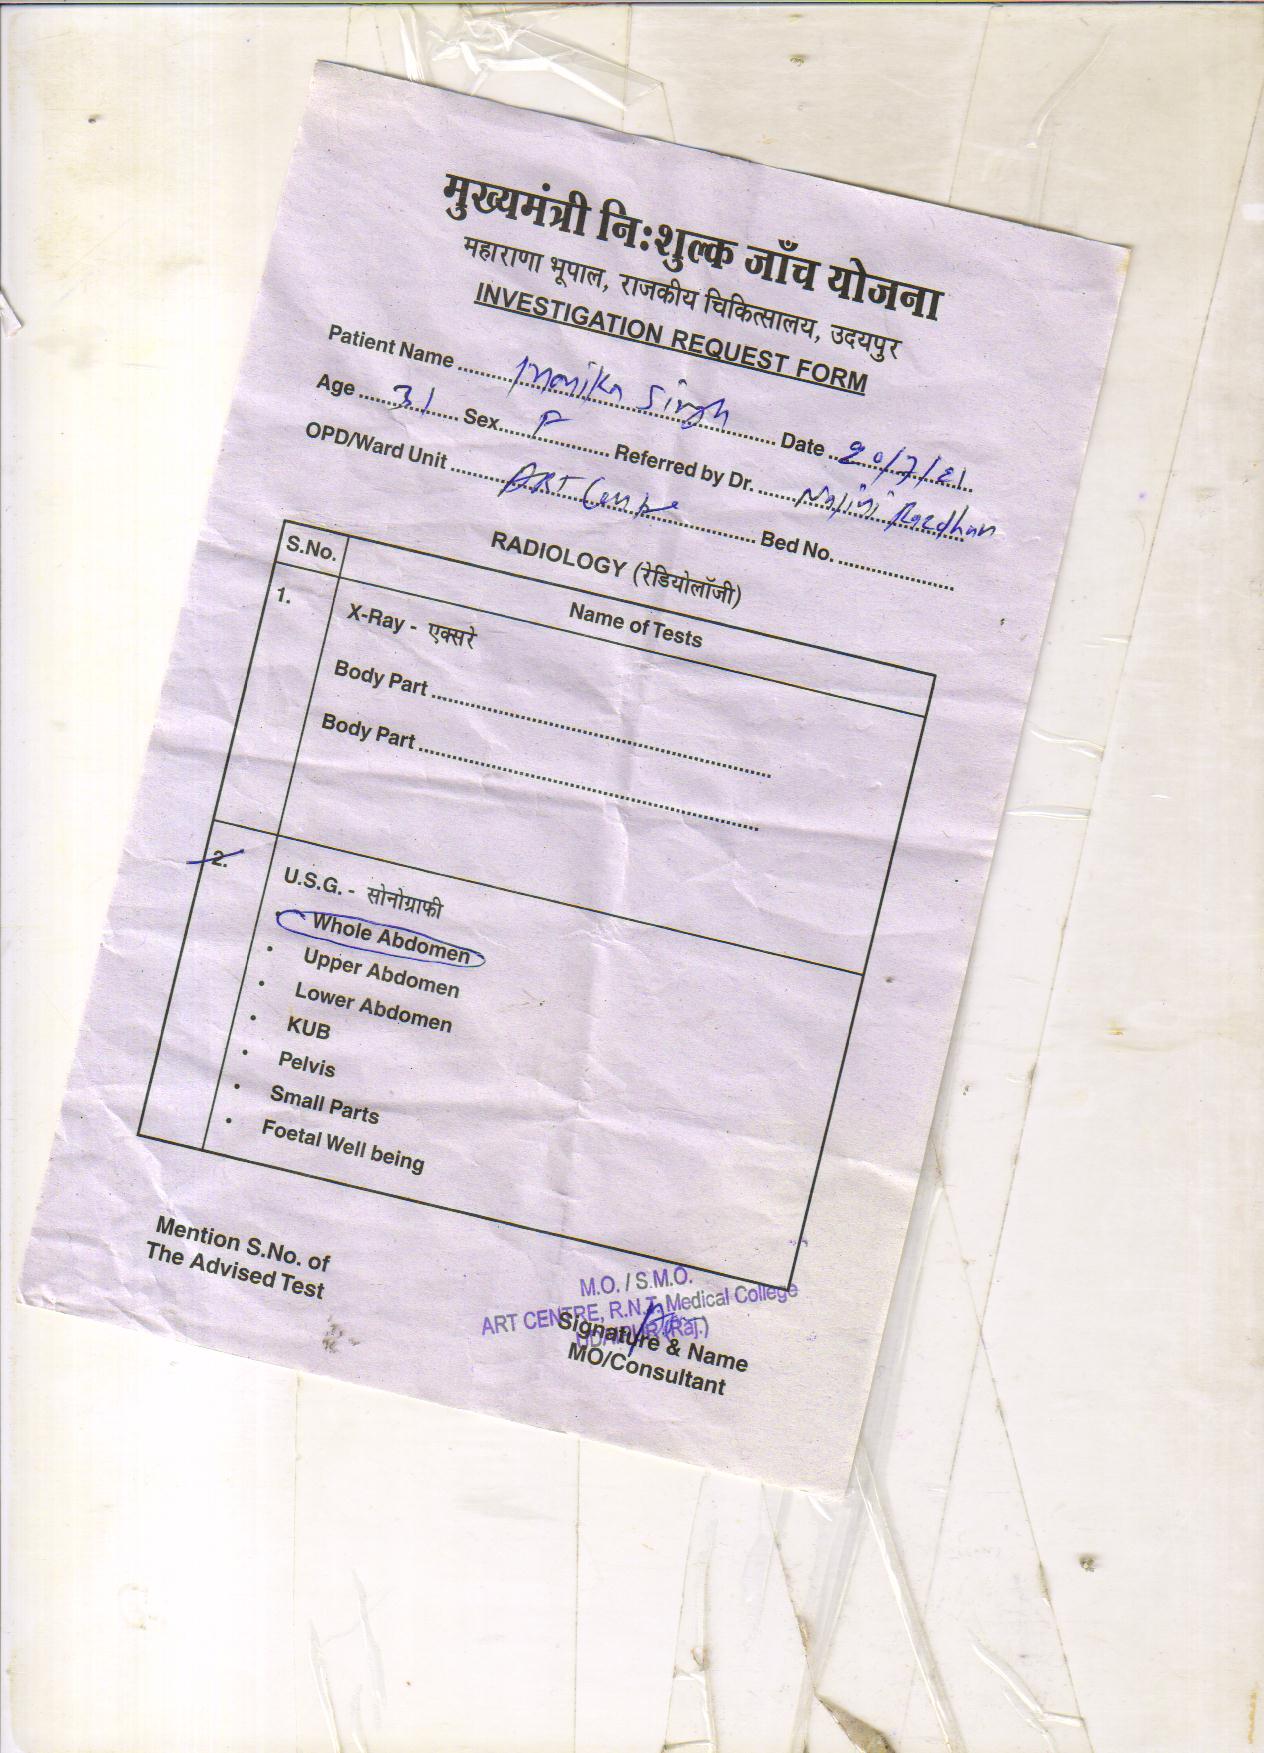 मुख्यमंत्री नि:शुल्क जाँच योजना
महाराणा भूपाल, राजकीय चिकित्सालय, उदयपुर
INVESTIGATION REQUEST FORM
Patient Name Monika Singh Date 20/7/21
Age 31 Sex F Referred by Dr. Nalini
OPD/Ward Unit ART Centre Bed No.
RADIOLOGY (रेडियोलॉजी)
S.No. Name of Tests
1. X-Ray - एक्सरे
Body Part
Body Part
2. U.S.G. - सोनोग्राफी
Whole Abdomen
• Upper Abdomen
• Lower Abdomen
• KUB
• Pelvis
• Small Parts
• Foetal Well being
Mention S.No. of
The Advised Test
M.O. / S.M.O.
ART CENTRE, R.N.T. Medical College
UDAIPUR (Raj.)
Signature & Name
MO/Consultant